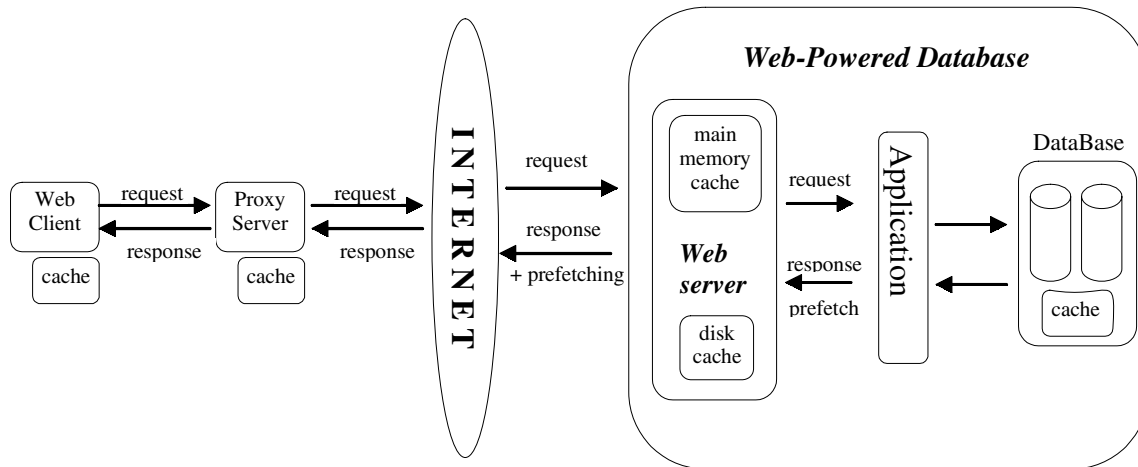 Web-Powered Database
Web
Client
cache
request
response
Proxy
Server
cache
request
response
INTERNET
request
response
+ prefetching
main
memory
cache
Web
server
disk
cache
request
response
prefetch
Application
DataBase
cache